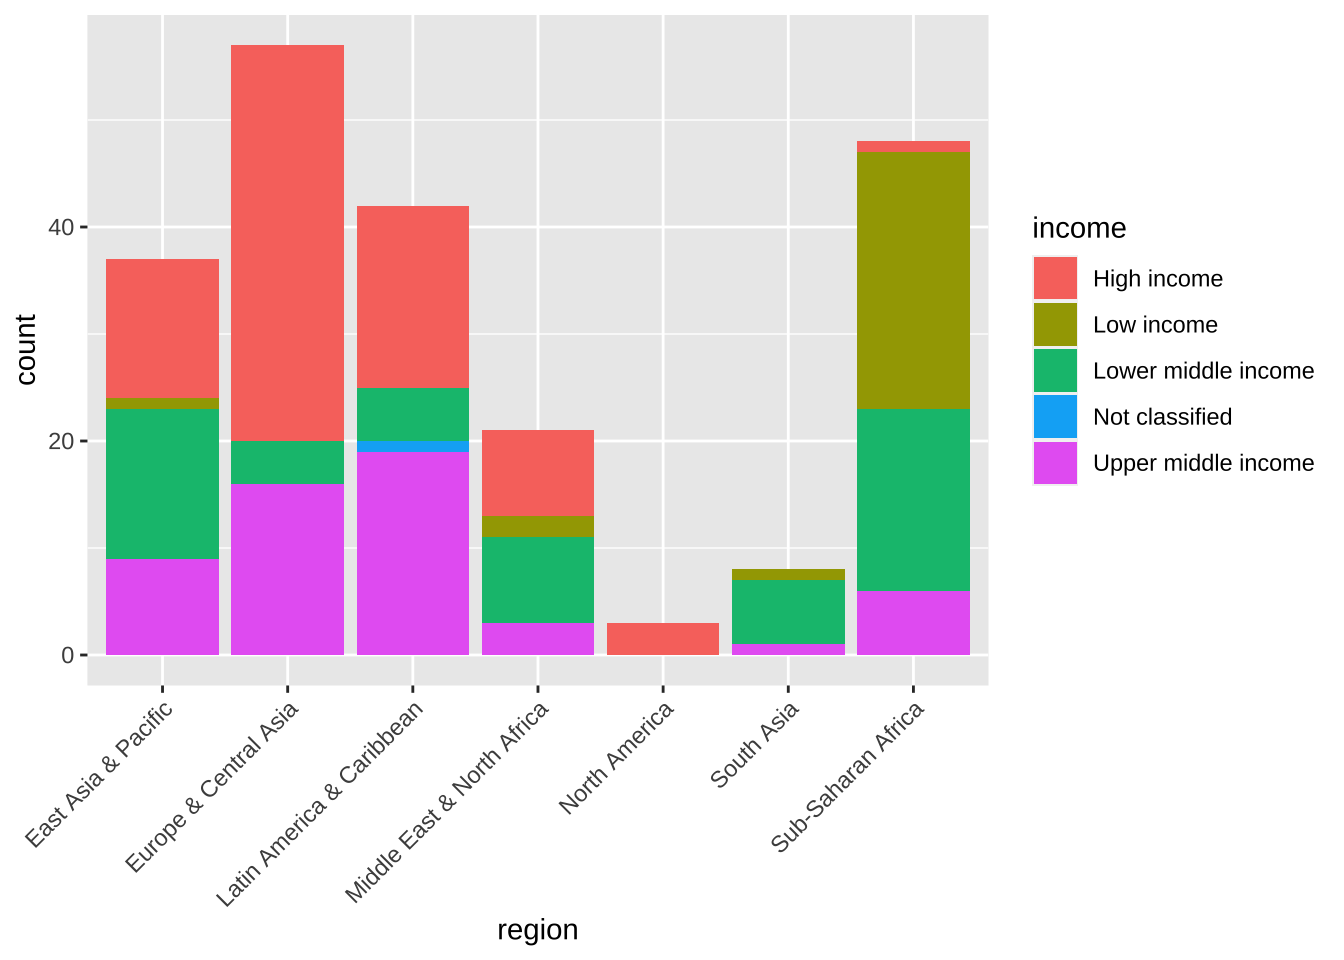 count
40
20
0
East Asia & Pacific
Europe & Central Asia
Latin America & Caribbean
Middle East & North Africa
North America
South Asia
Sub-Saharan Africa
region
income
High income
Low income
Lower middle income
Not classified
Upper middle income